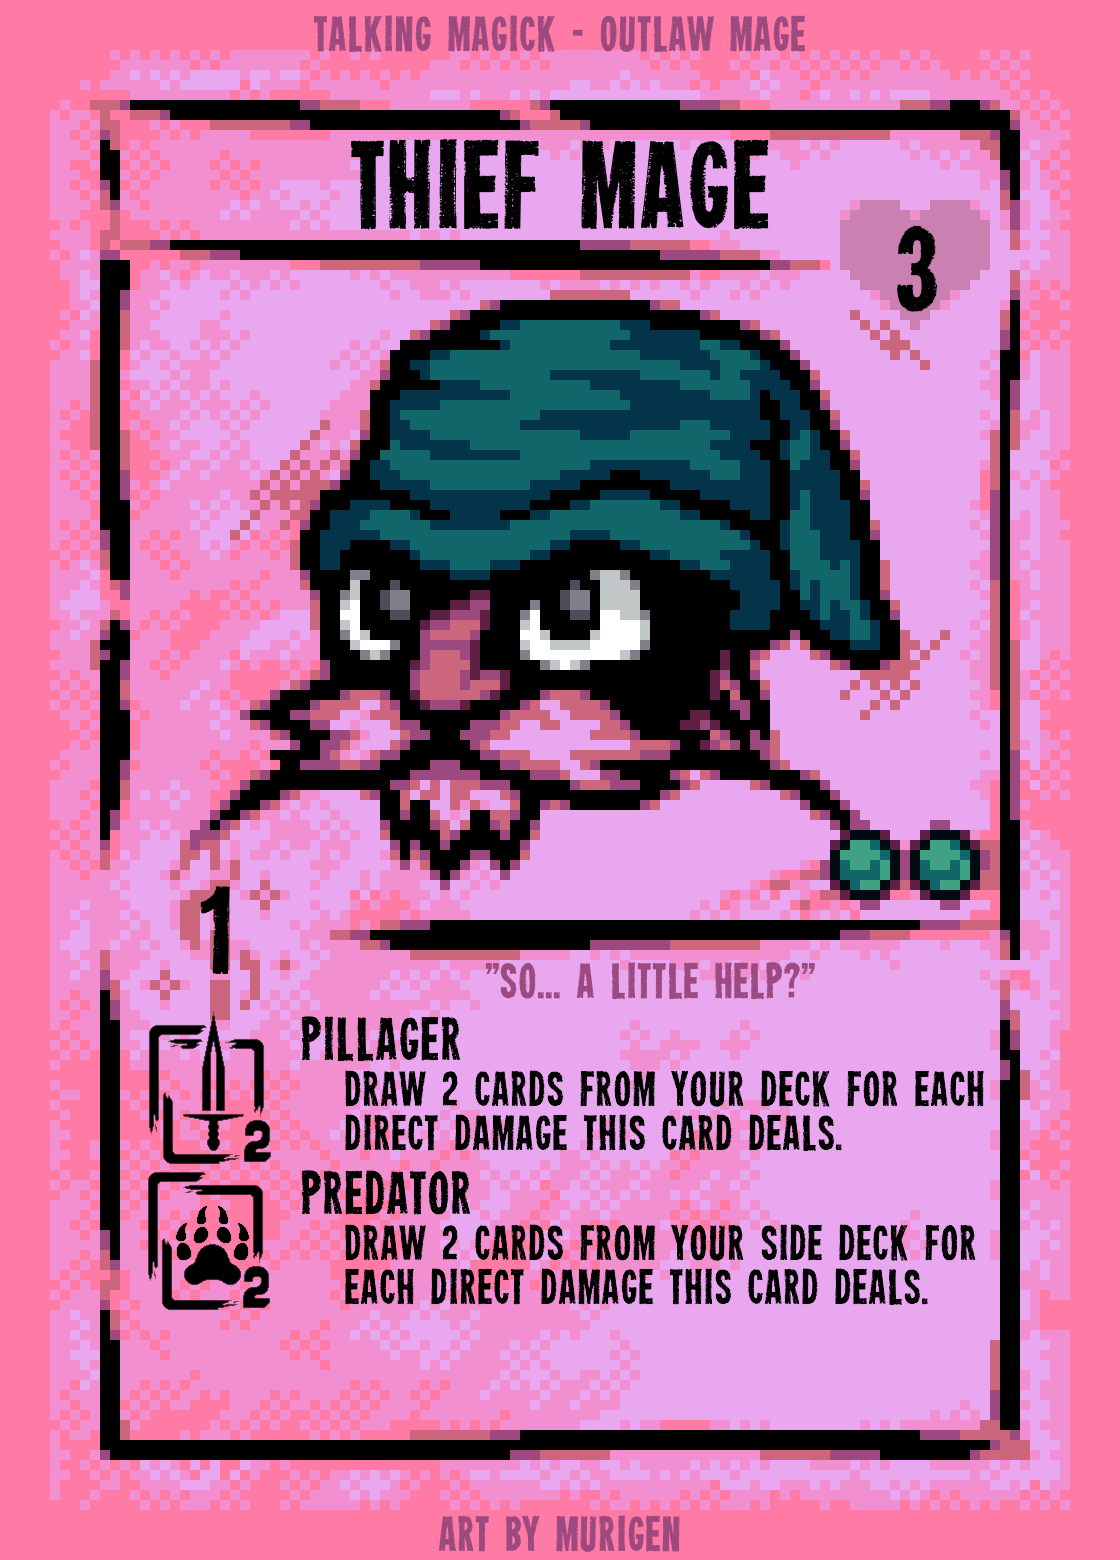 TALKING MAGICK - OUTLAW MAGE
THIEF MAGE
3
1
"SO... A LITTLE HELP?"
PILLAGER
DRAW 2 CARDS FROM YOUR DECK FOR EACH
DIRECT DAMAGE THIS CARD DEALS.
2
PREDATOR
DRAW 2 CARDS FROM YOUR SIDE DECK FOR
EACH DIRECT DAMAGE THIS CARD DEALS.
2
ART BY MURIGEN